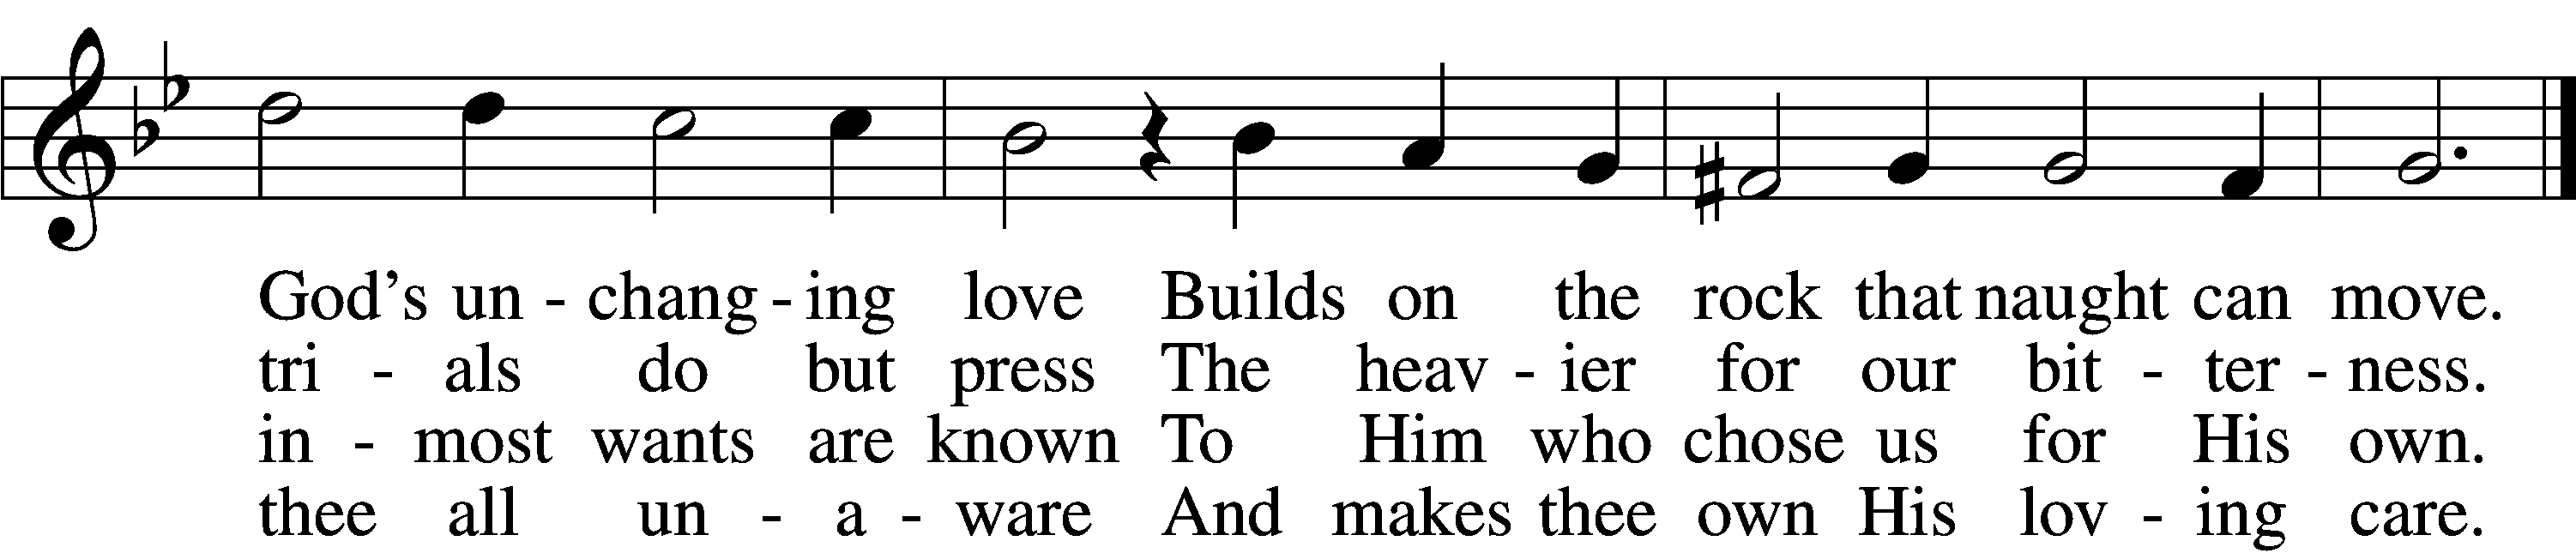 God's un - chang - ing love Builds on the rock that naught can move.
tri - als do but press The heav - ier for our bit - ter - ness.
in - most wants are known To Him who chose us for His own.
thee all un - a - ware And makes thee own His lov - ing care.